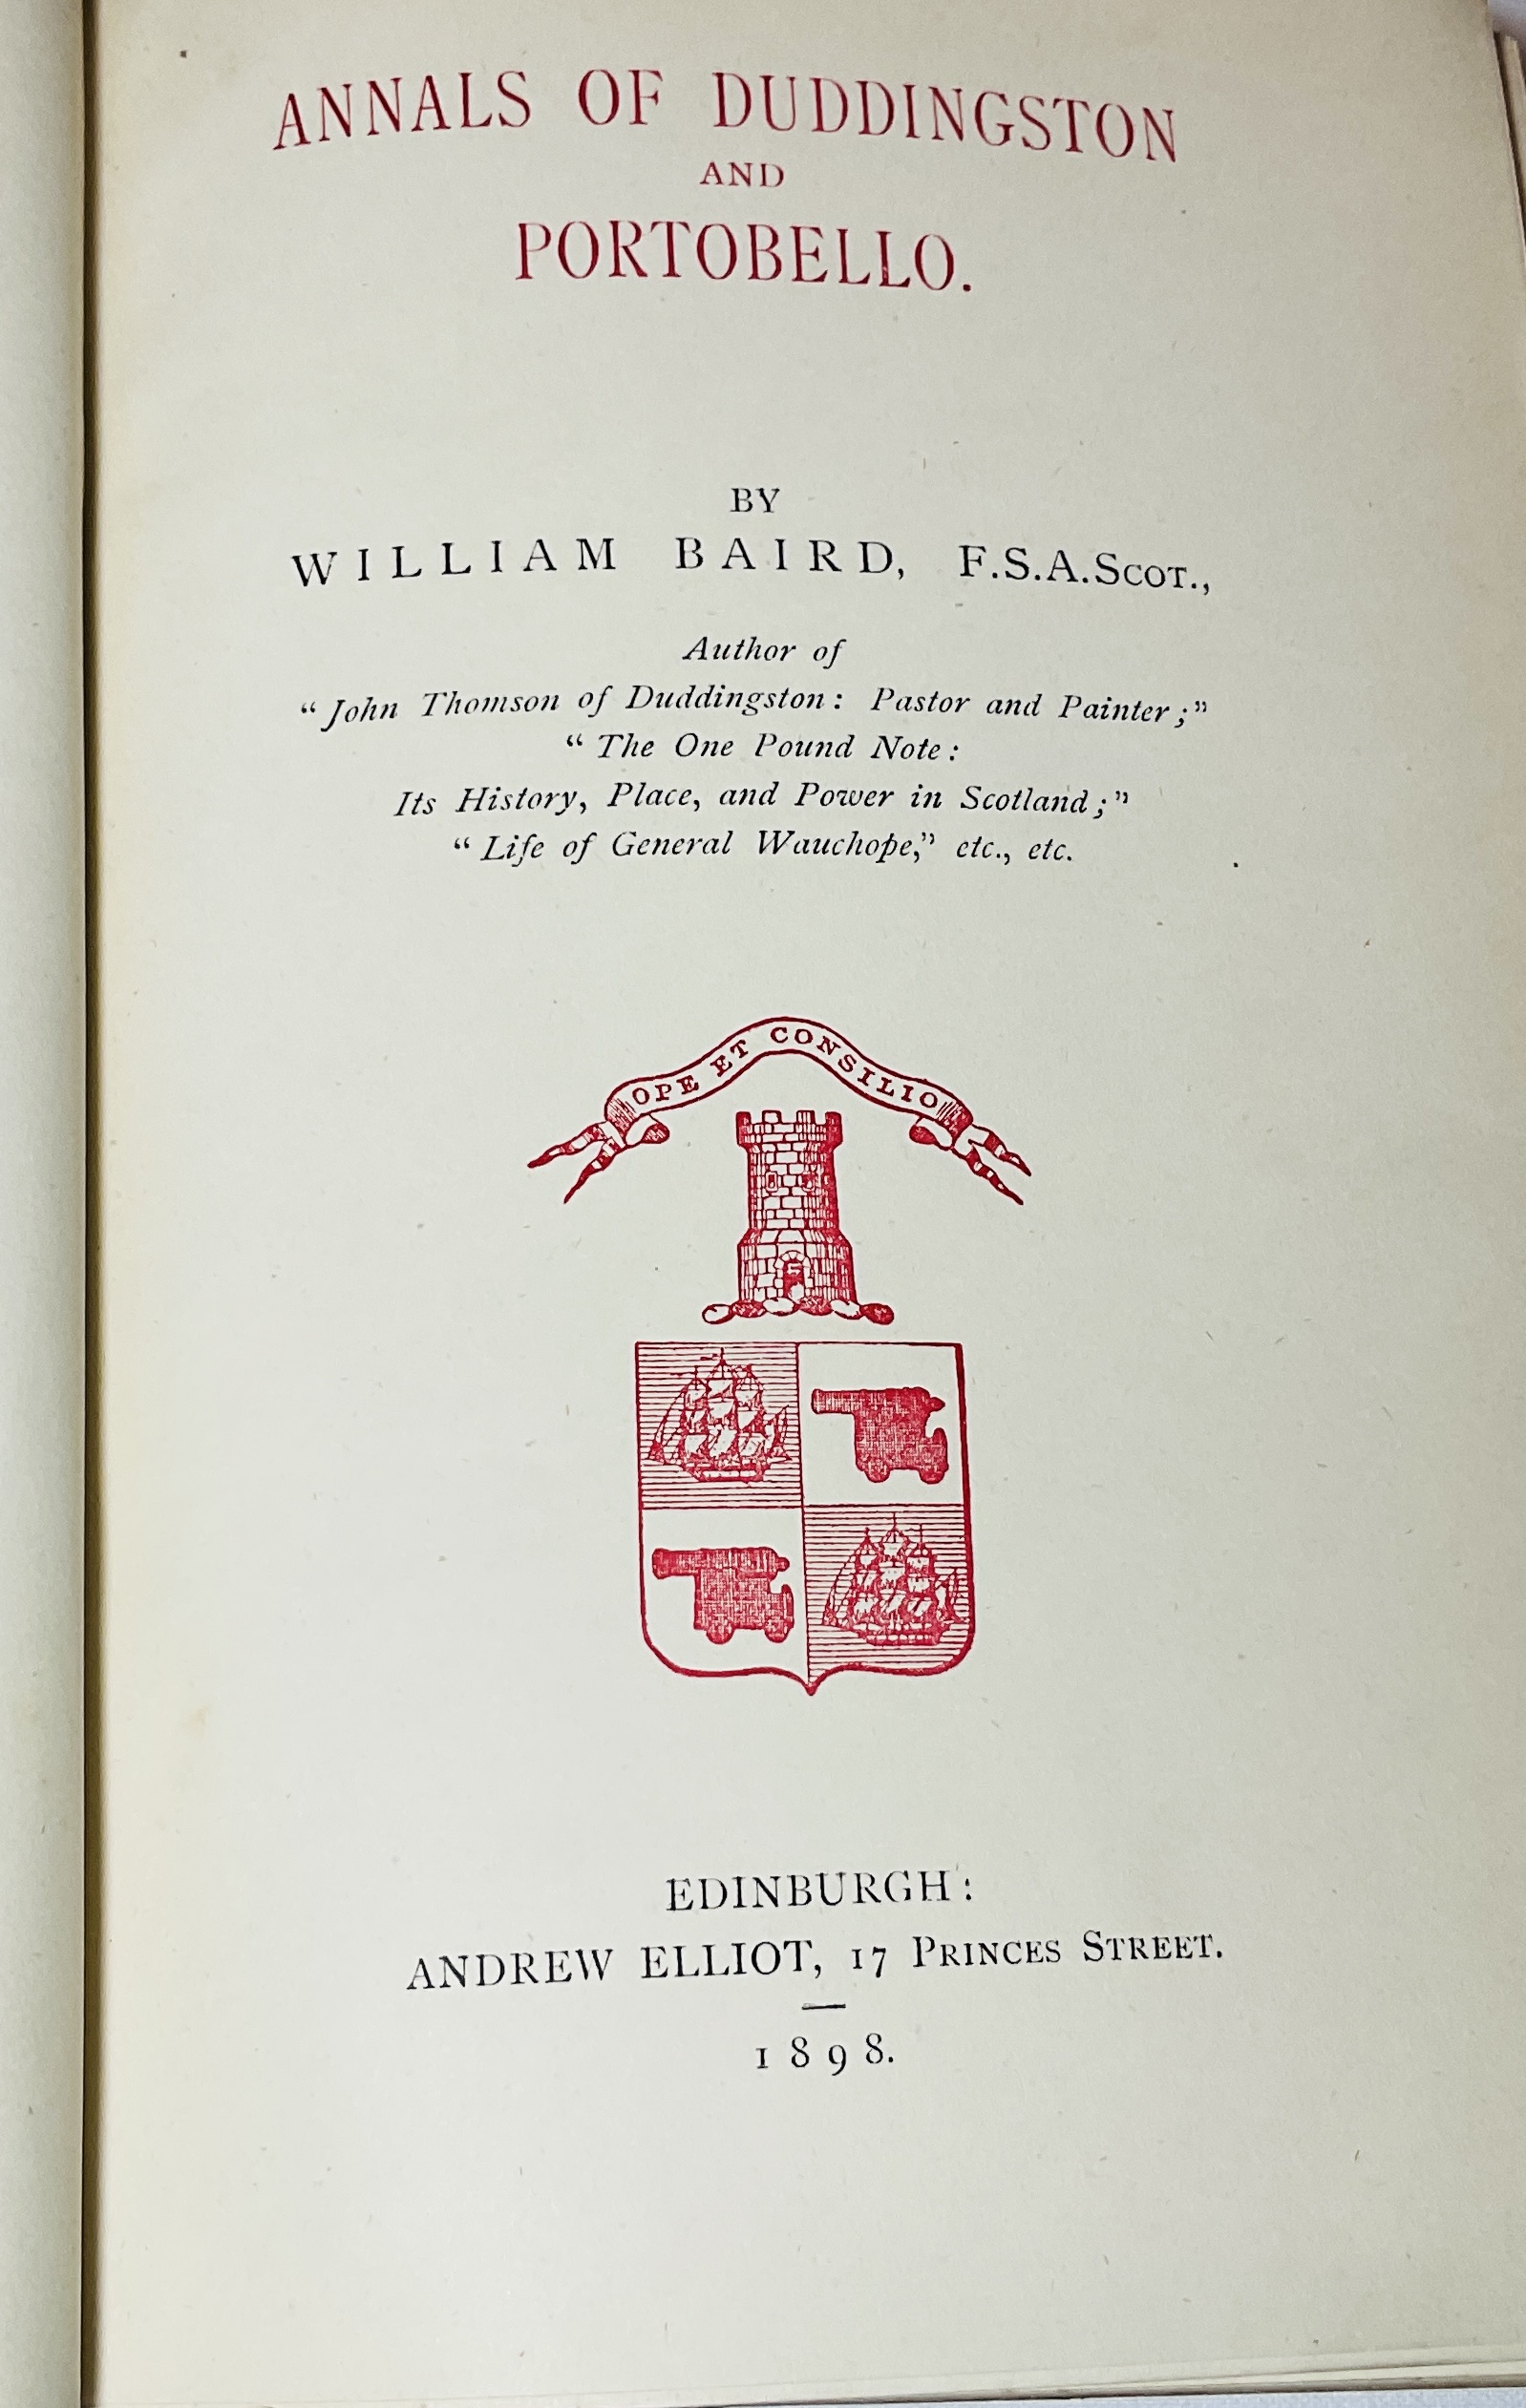 ANNALS OF DUDDINGSTON
AND
PORTOBELLO.
BY
WILLIAM BAIRD, F.S.A.SCOT.,
Author of
“John Thomson of Duddingston: Pastor and Painter;”
“The One Pound Note:
Its History, Place, and Power in Scotland;”
“Life of General Wauchope,” etc., etc.
OPE ET CONSILIO
EDINBURGH:
ANDREW ELLIOT, 17 PRINCES STREET.
1898.